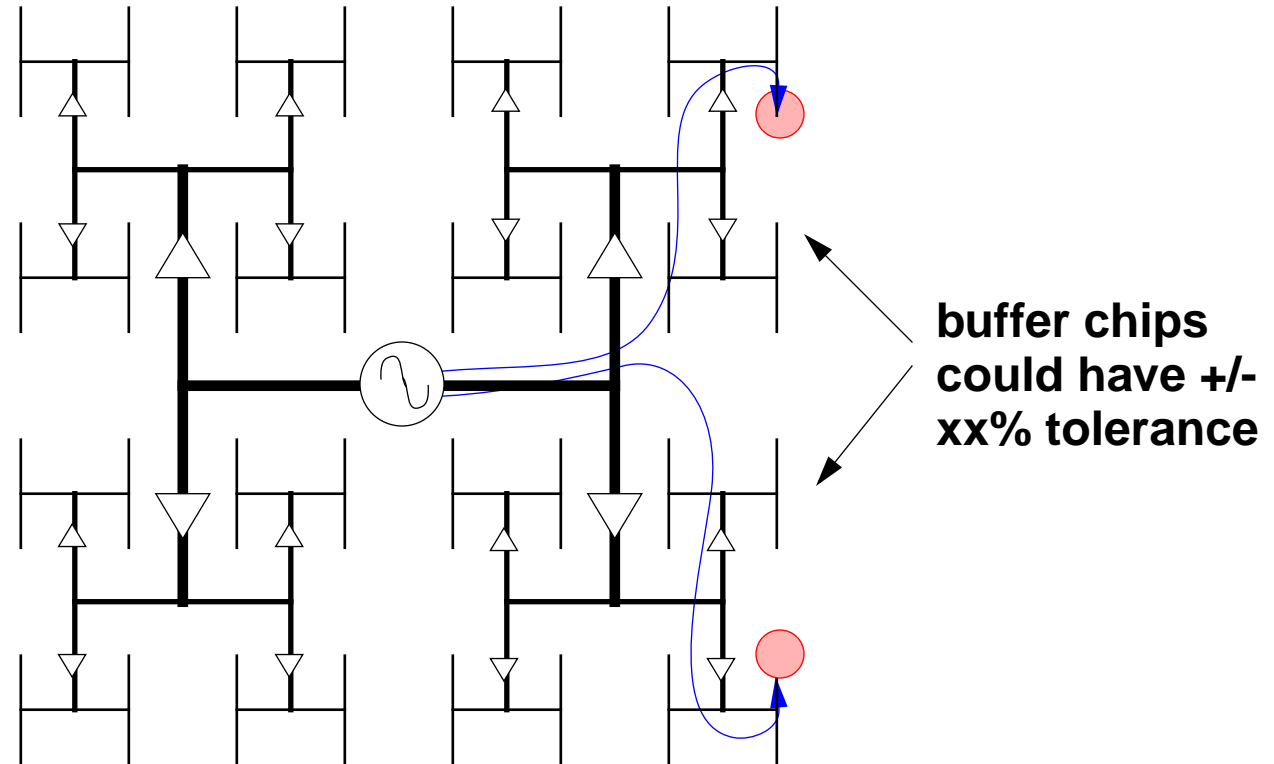 buffer chips
could have +/-
xx% tolerance